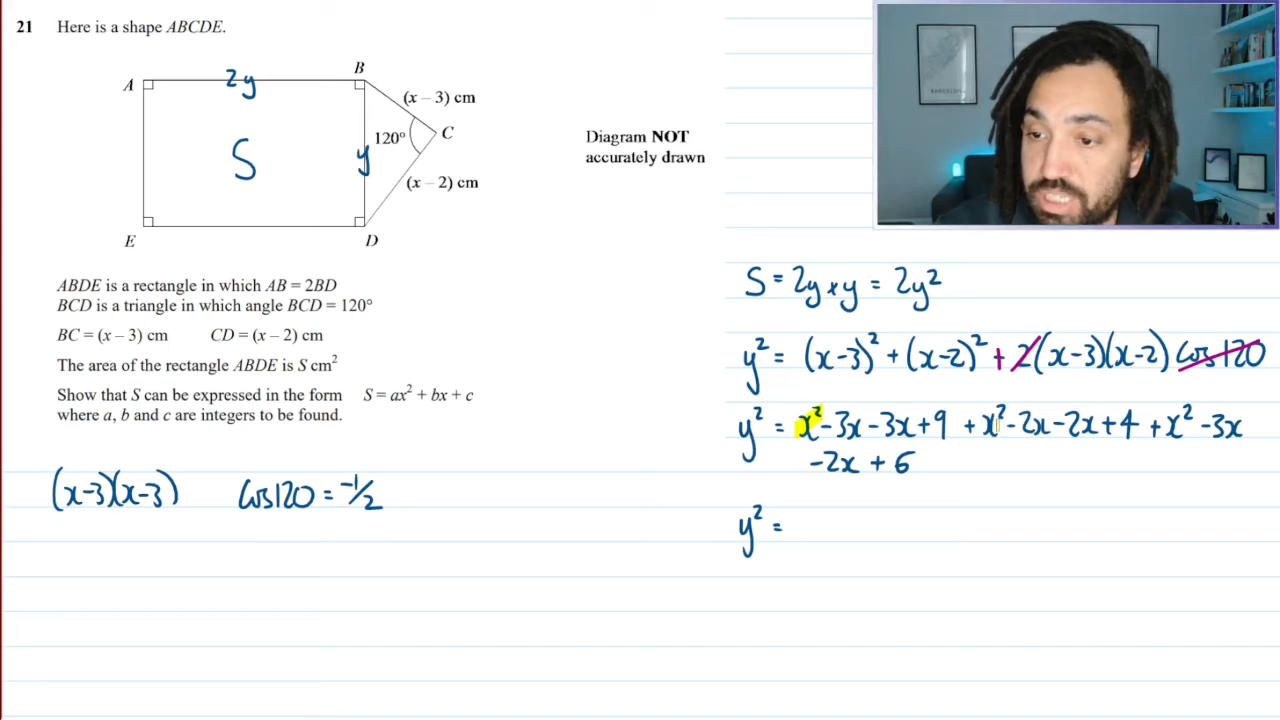 21 Here is a shape ABCDE.
A
2y
B
(x – 3) cm
120°
C
S
y
(x – 2) cm
E
D
Diagram NOT
accurately drawn
ABDE is a rectangle in which AB = 2BD
BCD is a triangle in which angle BCD = 120°
BC = (x – 3) cm CD = (x – 2) cm
The area of the rectangle ABDE is S cm²
Show that S can be expressed in the form S = ax² + bx + c
where a, b and c are integers to be found.
(x-3)(x-3) Cos120 = -1/2
S = 2y × y = 2y²
y² = (x-3)² + (x-2)² + 2(x-3)(x-2) Cos120
y² = x² - 3x - 3x + 9 + x² - 2x - 2x + 4 + x² - 3x
-2x + 6
y² =